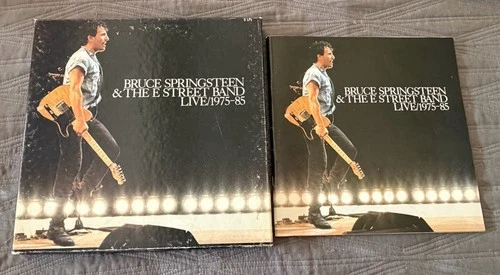 BRUCE SPRINGSTEEN
& THE E STREET BAND
LIVE/1975–85
BRUCE SPRINGSTEEN
& THE E STREET BAND
LIVE/1975–85